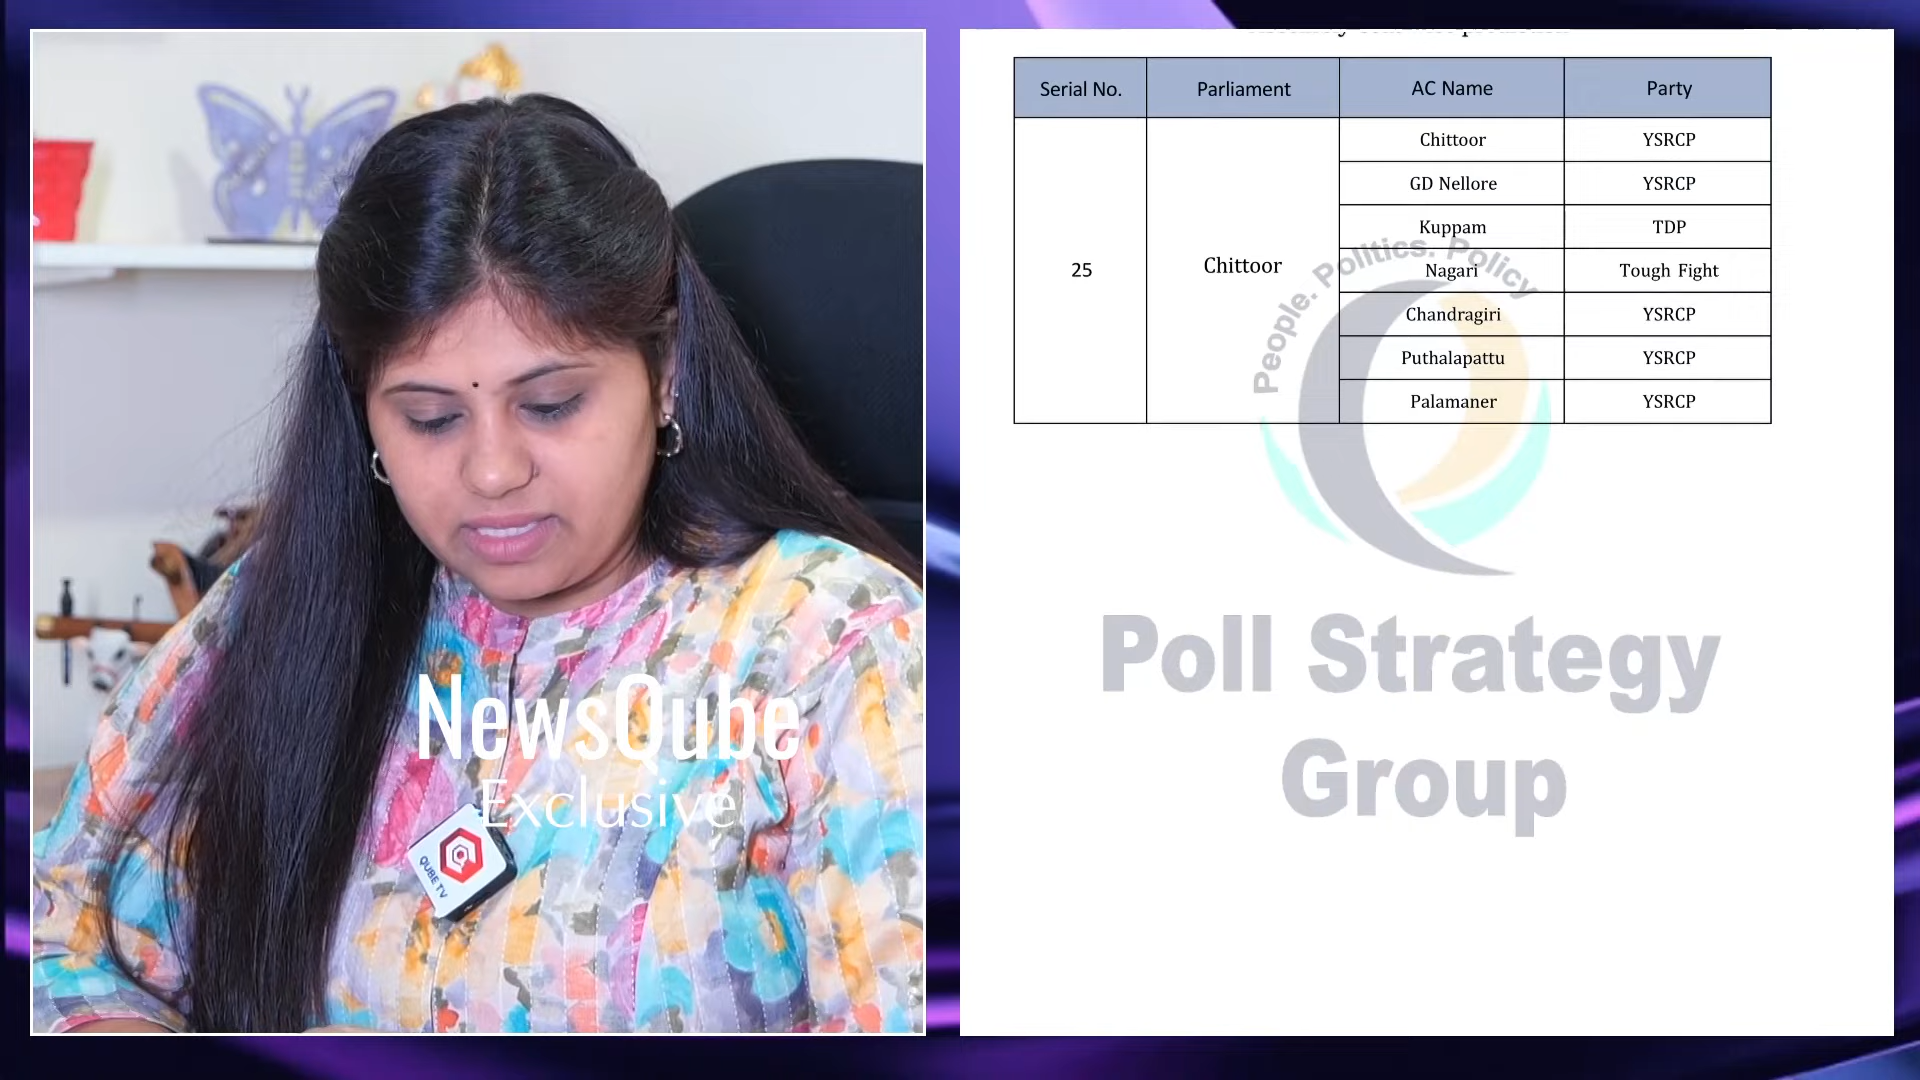 Serial No. Parliament AC Name Party
25 Chittoor
Chittoor YSRCP
GD Nellore YSRCP
Kuppam TDP
Nagari Tough Fight
Chandragiri YSRCP
Puthalapattu YSRCP
Palamaner YSRCP
People. Politics. Policy
Poll Strategy
Group
NewsQube
Exclusive
QUBE TV